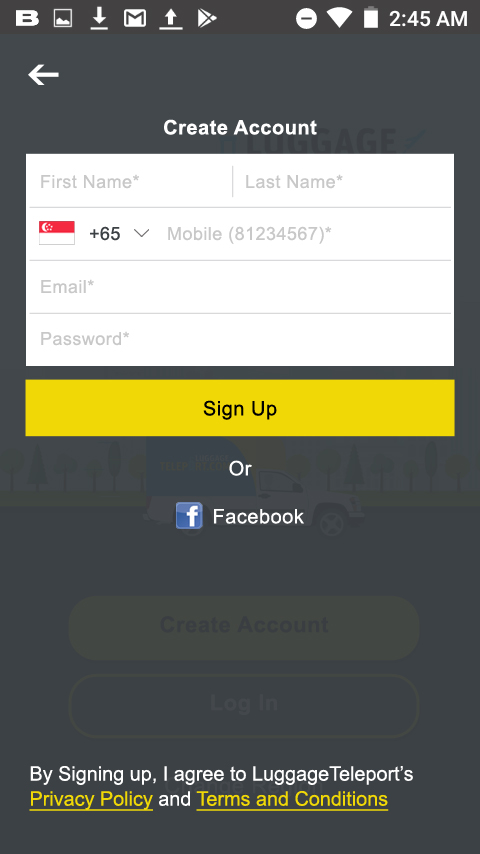 2:45 AM
LUGGAGE
Create Account
First Name* Last Name*
+65 Mobile (81234567)*
Email*
Password*
Sign Up
Or
Facebook
Create Account
Log In
By Signing up, I agree to LuggageTeleport’s
Privacy Policy and Terms and Conditions